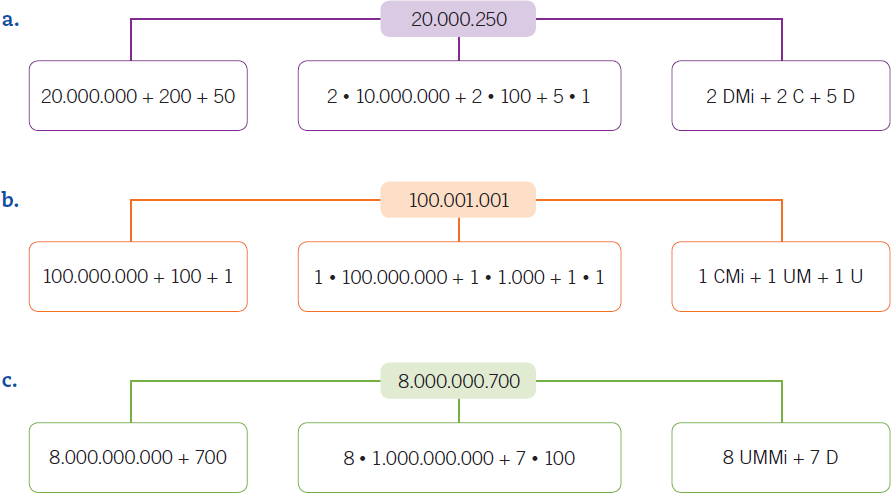 a.
20.000.250
20.000.000 + 200 + 50
2 • 10.000.000 + 2 • 100 + 5 • 1
2 DMi + 2 C + 5 D
b.
100.001.001
100.000.000 + 100 + 1
1 • 100.000.000 + 1 • 1.000 + 1 • 1
1 CMi + 1 UM + 1 U
c.
8.000.000.700
8.000.000.000 + 700
8 • 1.000.000.000 + 7 • 100
8 UMMi + 7 D